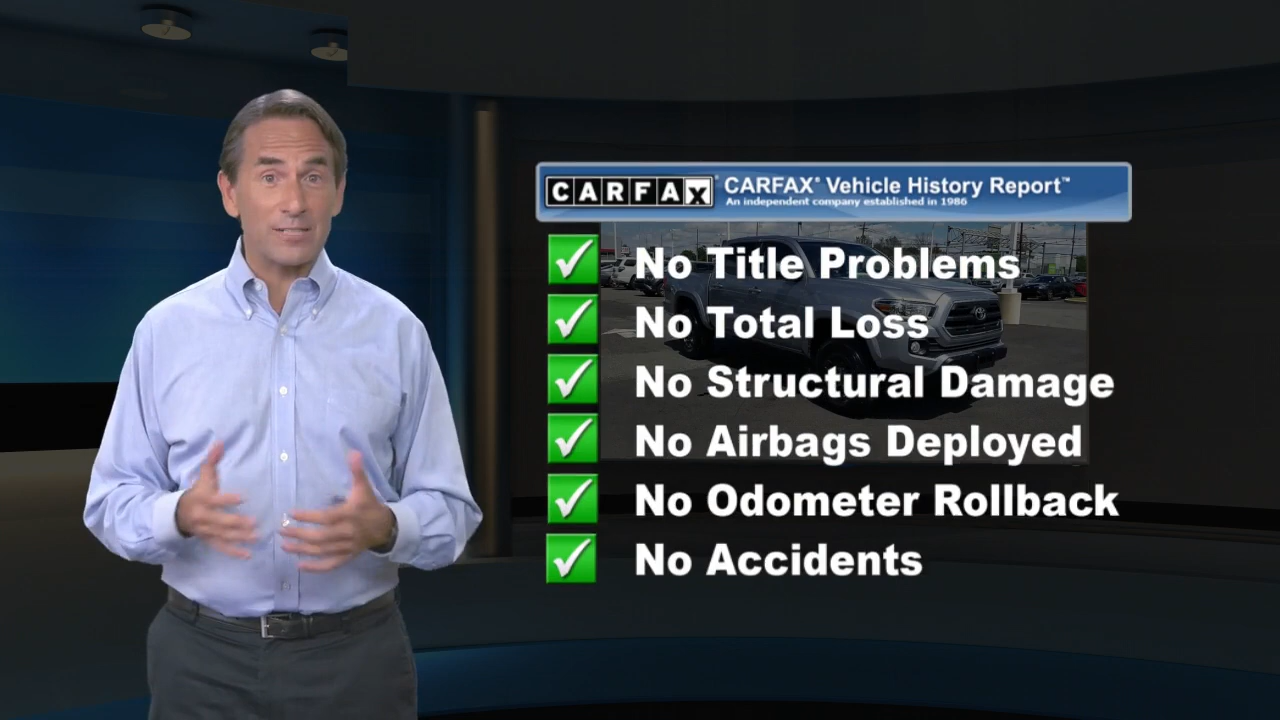 CARFAX CARFAX® Vehicle History Report™
An independent company established in 1986
No Title Problems
No Total Loss
No Structural Damage
No Airbags Deployed
No Odometer Rollback
No Accidents